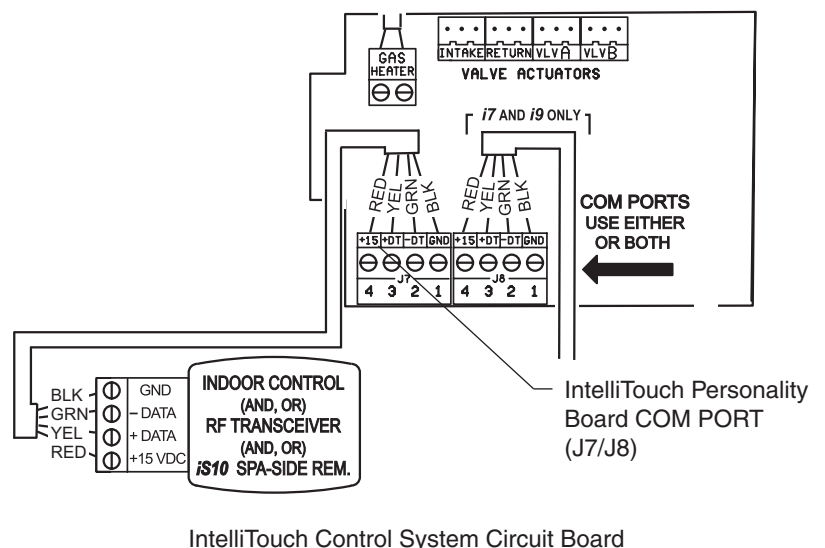 GAS
HEATER
INTAKE RETURN VLV A VLV B
VALVE ACTUATORS
i7 AND i9 ONLY
RED YEL GRN BLK
RED YEL GRN BLK
COM PORTS
USE EITHER
OR BOTH
+15 +DT -DT GND
+15 +DT -DT GND
J7
J8
4 3 2 1
4 3 2 1
BLK
GRN
YEL
RED
GND
– DATA
+ DATA
+15 VDC
INDOOR CONTROL
(AND, OR)
RF TRANSCEIVER
(AND, OR)
iS10 SPA-SIDE REM.
IntelliTouch Personality
Board COM PORT
(J7/J8)
IntelliTouch Control System Circuit Board